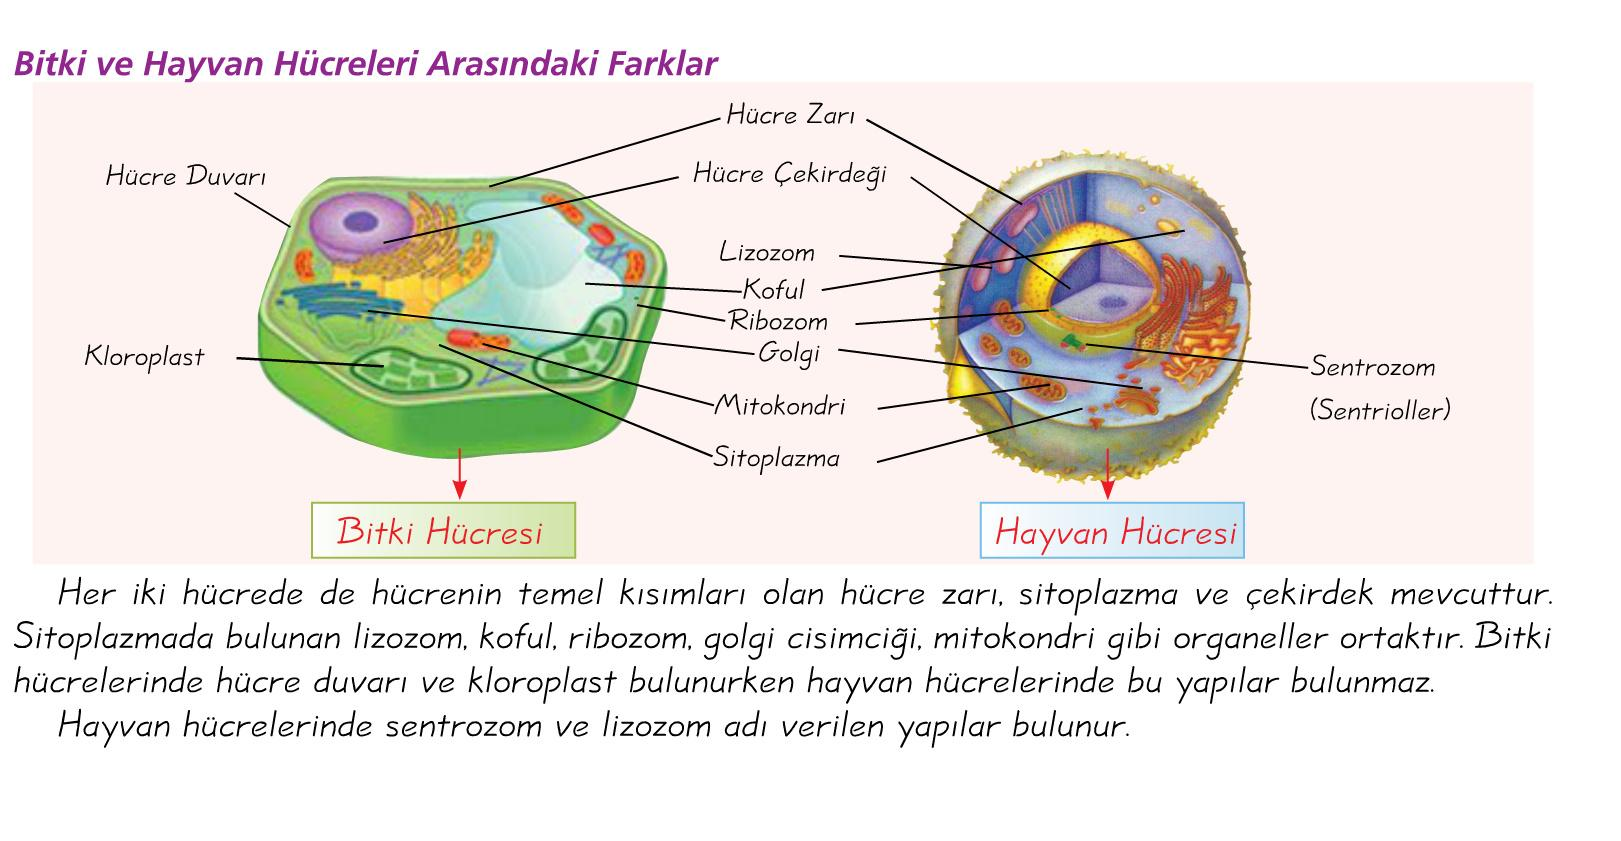 Bitki ve Hayvan Hücreleri Arasındaki Farklar
Hücre Zarı
Hücre Duvarı
Hücre Çekirdeği
Lizozom
Koful
Ribozom
Golgi
Kloroplast
Sentrozom
(Sentrioller)
Mitokondri
Sitoplazma
Bitki Hücresi
Hayvan Hücresi
Her iki hücrede de hücrenin temel kısımları olan hücre zarı, sitoplazma ve çekirdek mevcuttur.
Sitoplazmada bulunan lizozom, koful, ribozom, golgi cisimciği, mitokondri gibi organeller ortaktır. Bitki
hücrelerinde hücre duvarı ve kloroplast bulunurken hayvan hücrelerinde bu yapılar bulunmaz.
Hayvan hücrelerinde sentrozom ve lizozom adı verilen yapılar bulunur.